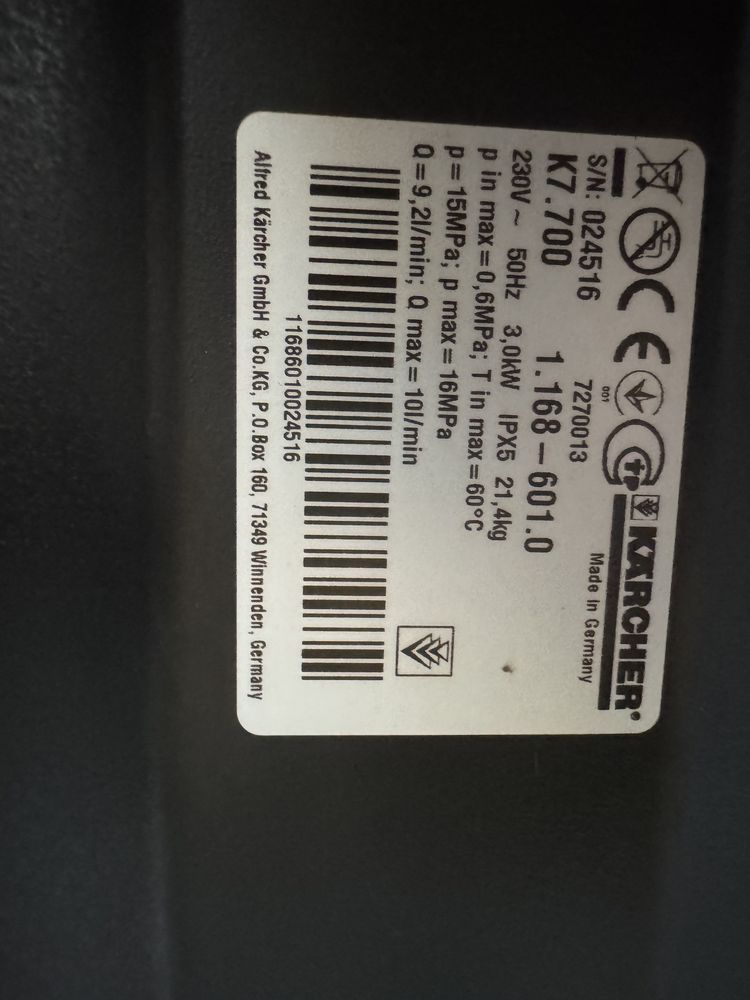 KÄRCHER®
Made in Germany
001
S/N: 024516 7270013
K7.700 1.168-601.0
230V ~ 50Hz 3,0kW IPX5 21,4kg
p in max=0,6MPa; T in max=60°C
p=15MPa; p max=16MPa
Q=9,2l/min; Q max=10l/min
11686010024516
Alfred Kärcher GmbH & Co.KG, P.O.Box 160, 71349 Winnenden, Germany